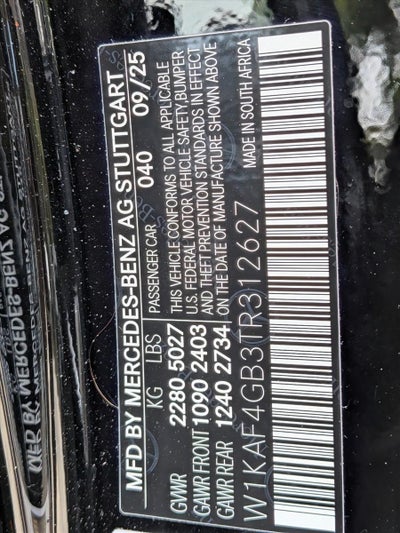 MFD BY MERCEDES-BENZ AG STUTTGART
KG LBS PASSENGER CAR 040 09/25
GVWR 2280 5027
GAWR FRONT 1090 2403
GAWR REAR 1240 2734
THIS VEHICLE CONFORMS TO ALL APPLICABLE
U.S. FEDERAL MOTOR VEHICLE SAFETY,BUMPER
AND THEFT PREVENTION STANDARDS IN EFFECT
ON THE DATE OF MANUFACTURE SHOWN ABOVE
W1KAF4GB3TR312627
MADE IN SOUTH AFRICA